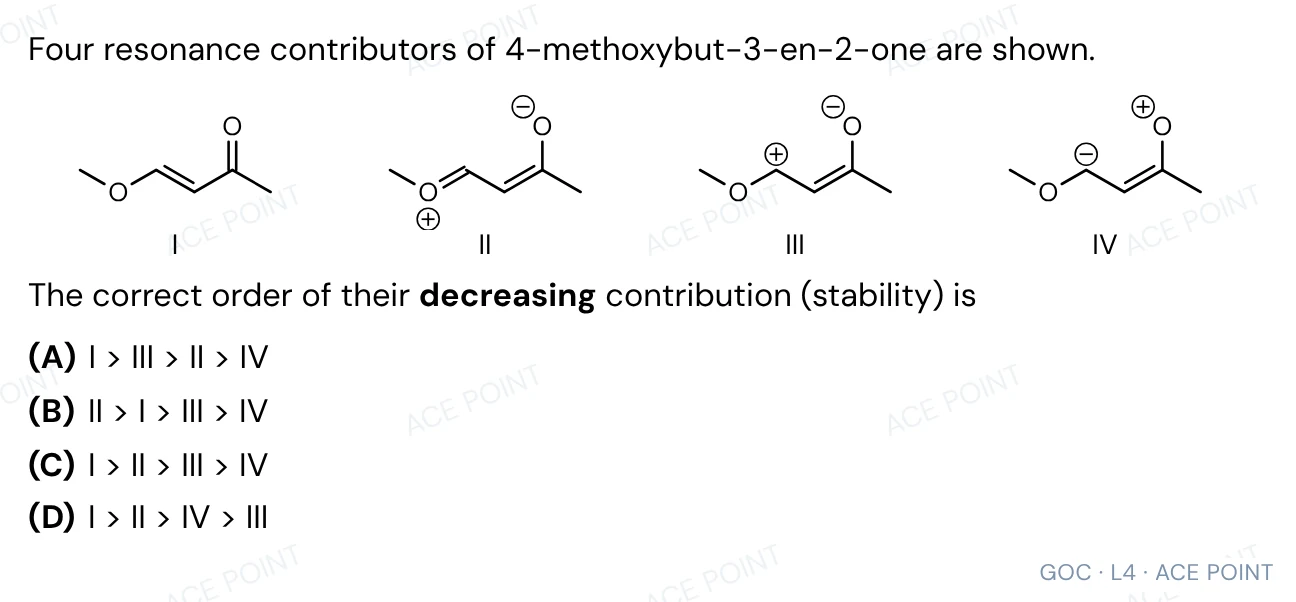 Four resonance contributors of 4-methoxybut-3-en-2-one are shown.
O O ⊖ O ⊕ O ⊖ O ⊕ O ⊖ O ⊕ O
I II III IV
The correct order of their decreasing contribution (stability) is
(A) I > III > II > IV
(B) II > I > III > IV
(C) I > II > III > IV
(D) I > II > IV > III
GOC · L4 · ACE POINT
ACE POINT